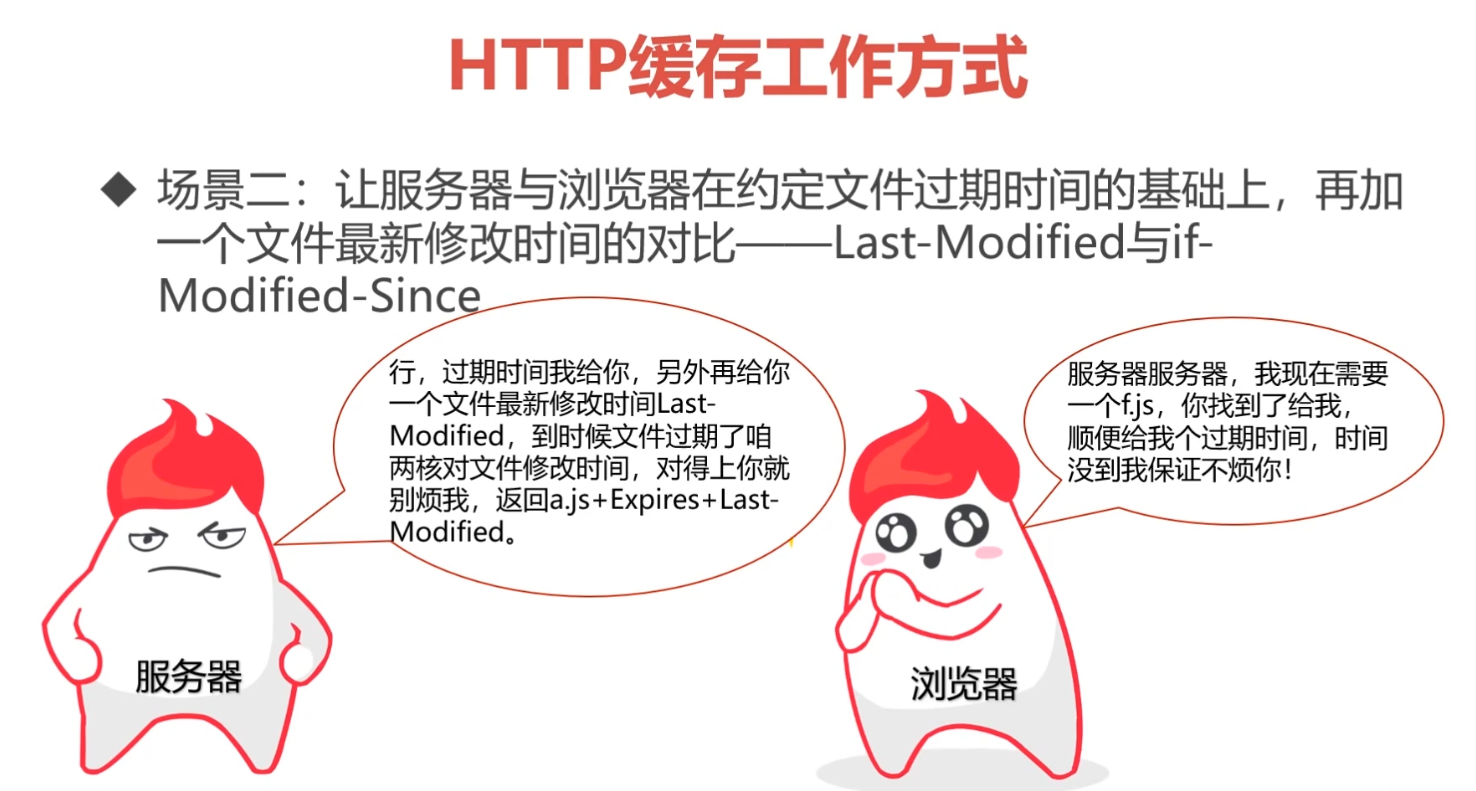 HTTP缓存工作方式
◆ 场景二：让服务器与浏览器在约定文件过期时间的基础上，再加
一个文件最新修改时间的对比——Last-Modified与if-
Modified-Since
行，过期时间我给你，另外再给你
一个文件最新修改时间Last-
Modified，到时候文件过期了咱
两核对文件修改时间，对得上你就
别烦我，返回a.js+Expires+Last-
Modified。
服务器服务器，我现在需要
一个f.js，你找到了给我，
顺便给我个过期时间，时间
没到我保证不烦你！
服务器
浏览器